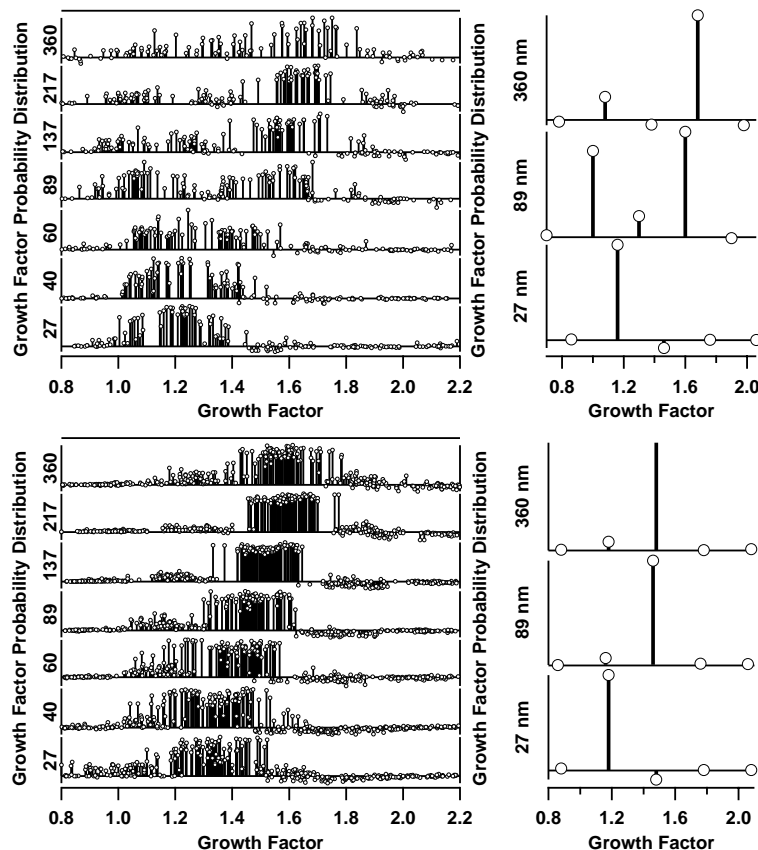 Growth Factor Probability Distribution
360
217
137
89
60
40
27
0.8 1.0 1.2 1.4 1.6 1.8 2.0 2.2
Growth Factor
Growth Factor Probability Distribution
360 nm
89 nm
27 nm
0.8 1.2 1.6 2.0
Growth Factor
Growth Factor Probability Distribution
360
217
137
89
60
40
27
0.8 1.0 1.2 1.4 1.6 1.8 2.0 2.2
Growth Factor
Growth Factor Probability Distribution
360 nm
89 nm
27 nm
0.8 1.2 1.6 2.0
Growth Factor